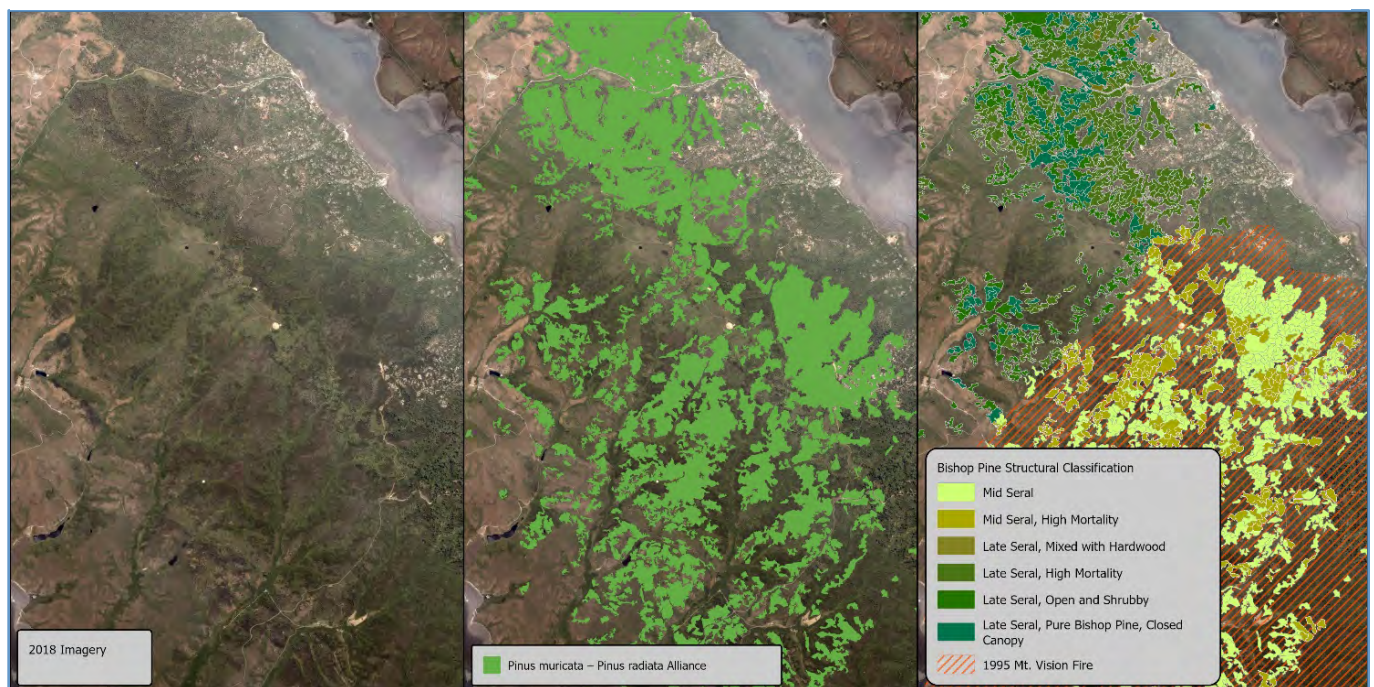 2018 Imagery
Pinus muricata – Pinus radiata Alliance
Bishop Pine Structural Classification
Mid Seral
Mid Seral, High Mortality
Late Seral, Mixed with Hardwood
Late Seral, High Mortality
Late Seral, Open and Shrubby
Late Seral, Pure Bishop Pine, Closed
Canopy
1995 Mt. Vision Fire